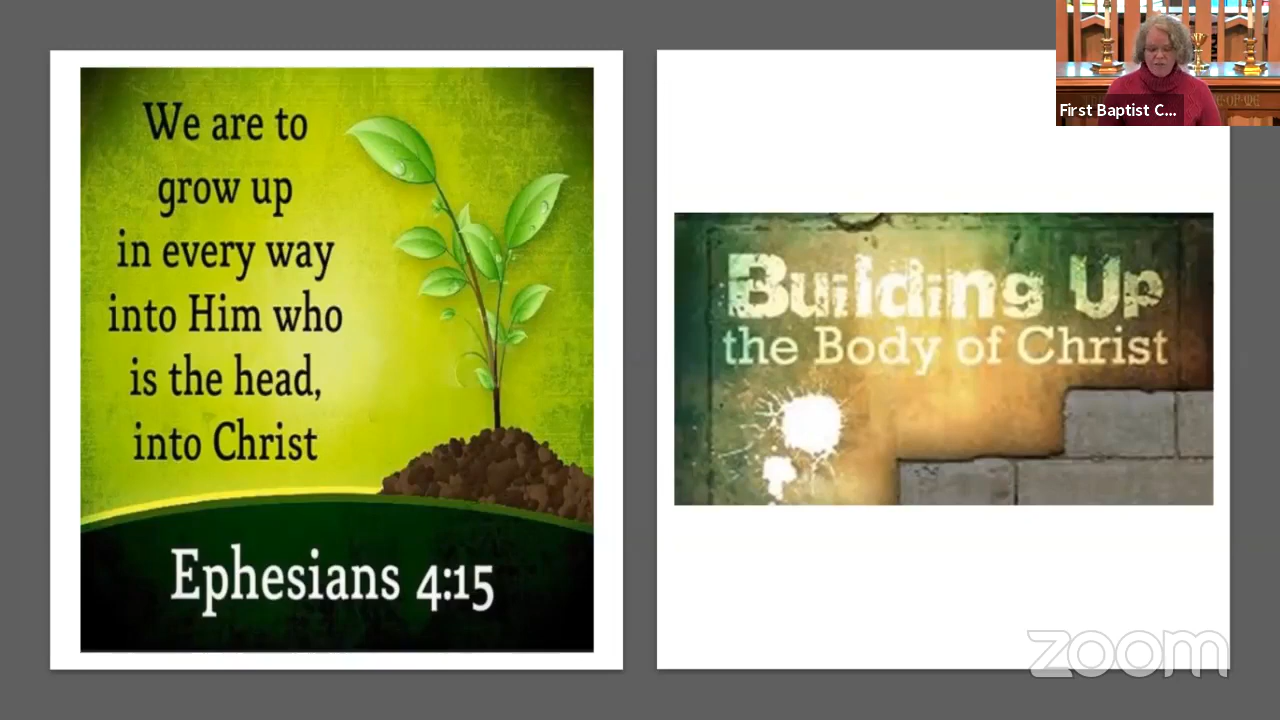 We are to
grow up
in every way
into Him who
is the head,
into Christ
Ephesians 4:15
Building Up
the Body of Christ
First Baptist C...
zoom